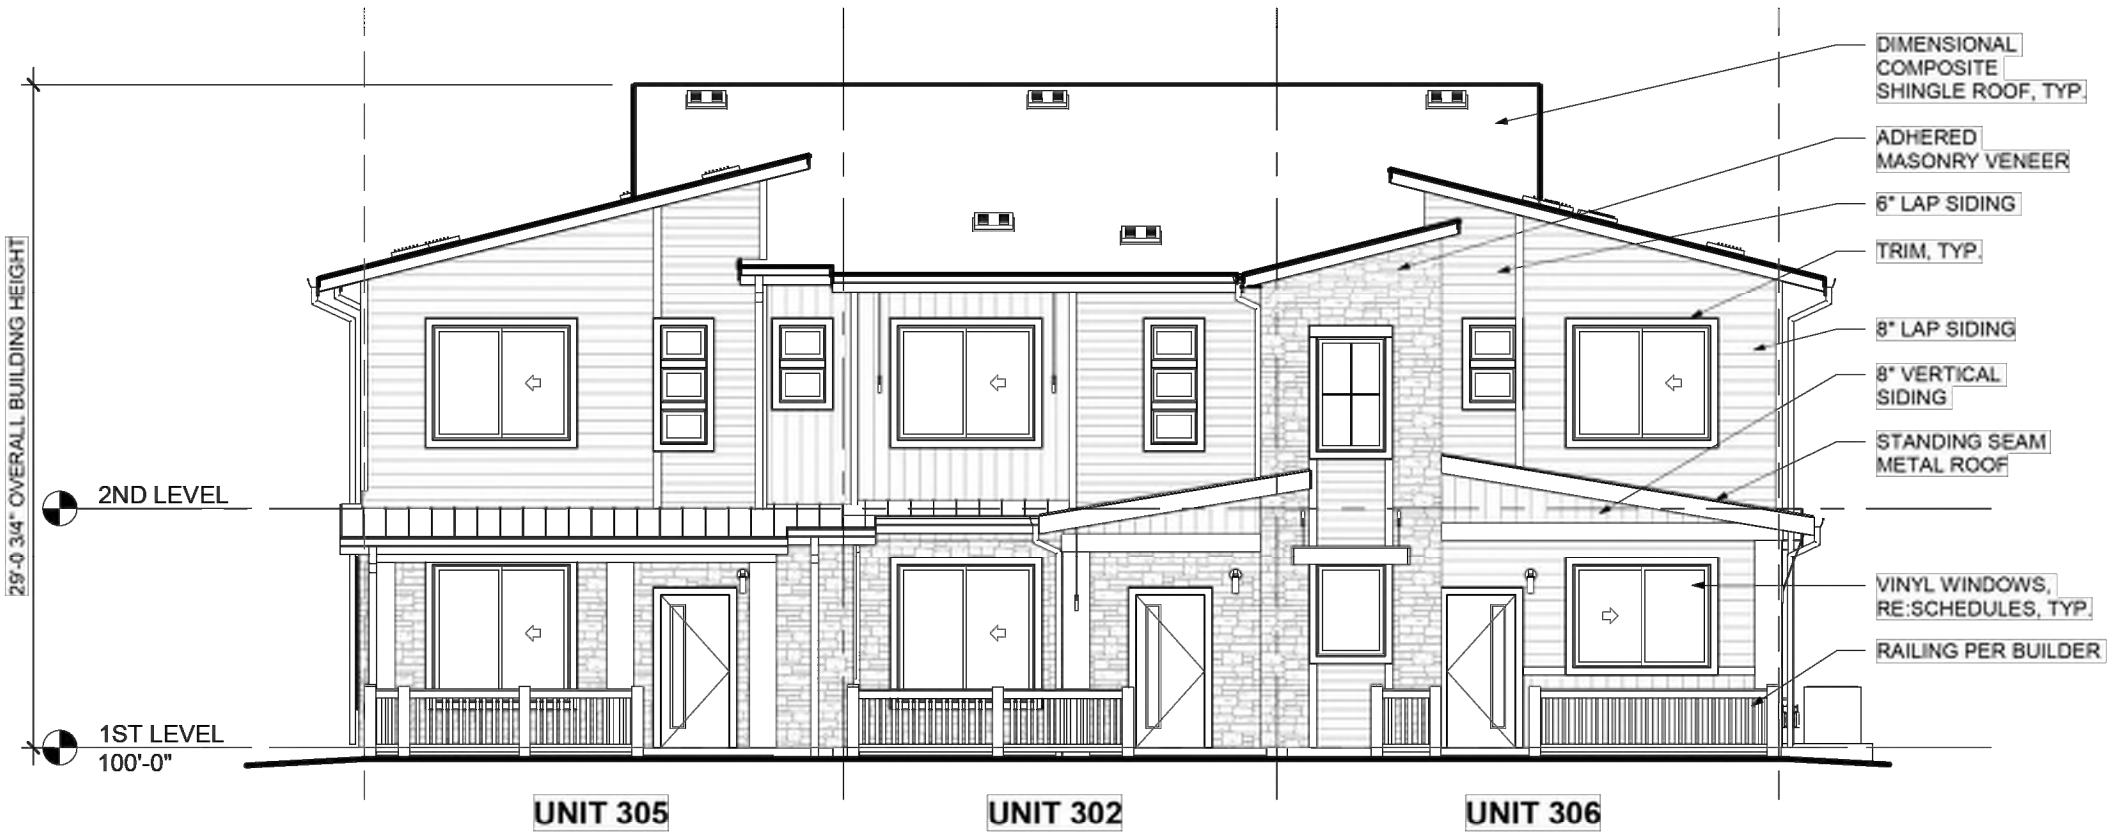 DIMENSIONAL
COMPOSITE
SHINGLE ROOF, TYP.
ADHERED
MASONRY VENEER
6" LAP SIDING
TRIM, TYP.
8" LAP SIDING
8" VERTICAL
SIDING
STANDING SEAM
METAL ROOF
VINYL WINDOWS,
RE:SCHEDULES, TYP.
RAILING PER BUILDER
29'-0 3/4" OVERALL BUILDING HEIGHT
2ND LEVEL
1ST LEVEL
100'-0"
UNIT 305
UNIT 302
UNIT 306